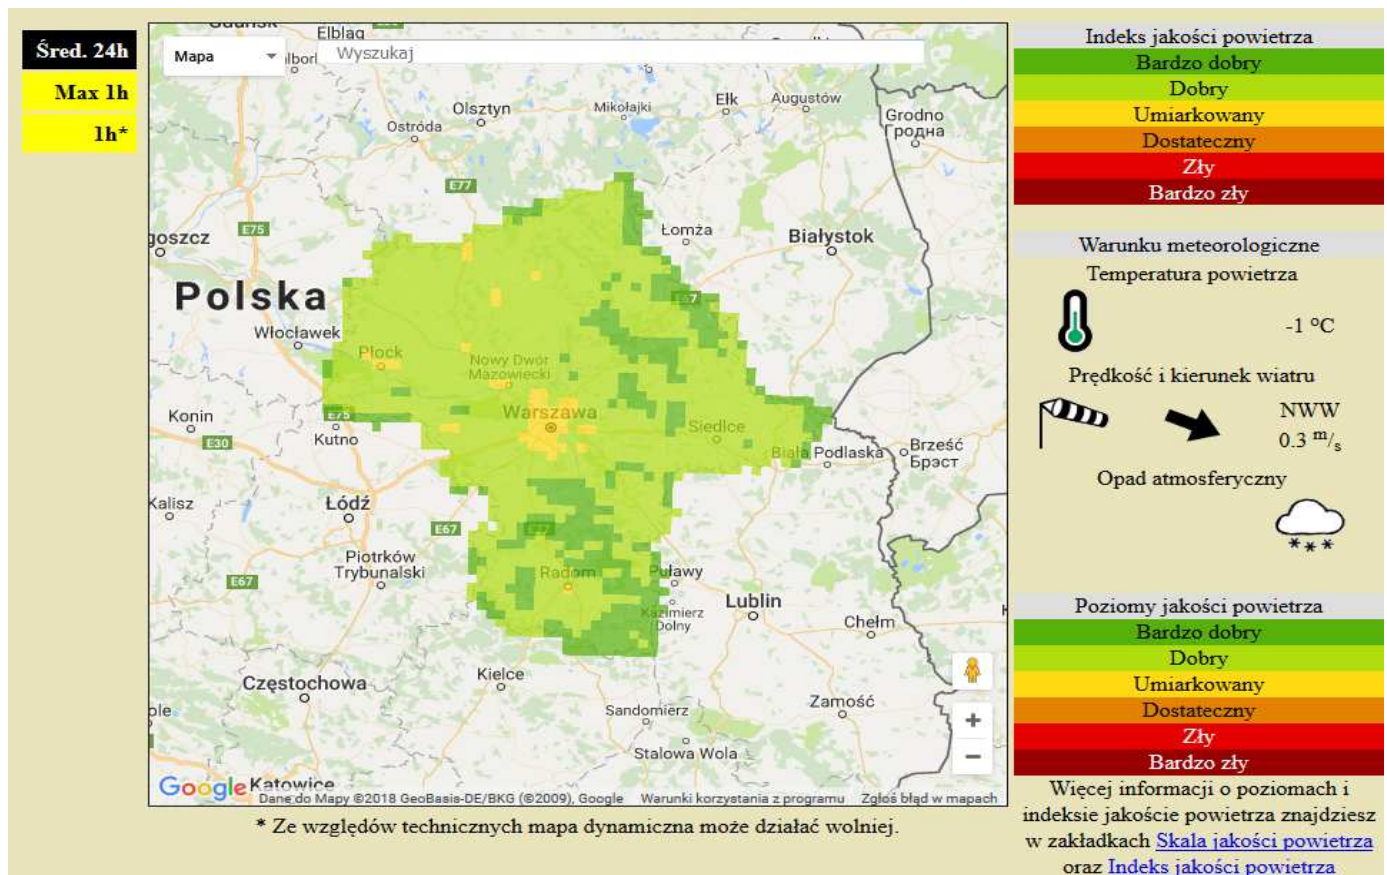 Śred. 24h
Max 1h
1h*
Mapa
Wyszukaj
Elbląg
Olsztyn
Ostróda
Mikołajki
Ełk
Augustów
Grodno
Гродна
E77
Łomża
Białystok
E75
goszcz
Polska
E67
Włocławek
Płock
Nowy Dwór
Mazowiecki
Warszawa
Siedlce
Konin
E75
Kutno
E30
Biała Podlaska
Brześć
Брэст
Kalisz
Łódź
E67
E77
Piotrków
Trybunalski
E67
Radom
Puławy
Kazimierz
Dolny
Lublin
Chełm
Kielce
Częstochowa
Zamość
Sandomierz
Stalowa Wola
ole
+
−
Google
Katowice
Dane do Mapy ©2018 GeoBasis-DE/BKG (©2009), Google Warunki korzystania z programu Zgłoś błąd w mapach
* Ze względów technicznych mapa dynamiczna może działać wolniej.
Indeks jakości powietrza
Bardzo dobry
Dobry
Umiarkowany
Dostateczny
Zły
Bardzo zły
Warunku meteorologiczne
Temperatura powietrza
-1 °C
Prędkość i kierunek wiatru
NWW
0.3 m/s
Opad atmosferyczny
Poziomy jakości powietrza
Bardzo dobry
Dobry
Umiarkowany
Dostateczny
Zły
Bardzo zły
Więcej informacji o poziomach i
indeksie jakoście powietrza znajdziesz
w zakładkach Skala jakości powietrza
oraz Indeks jakości powietrza